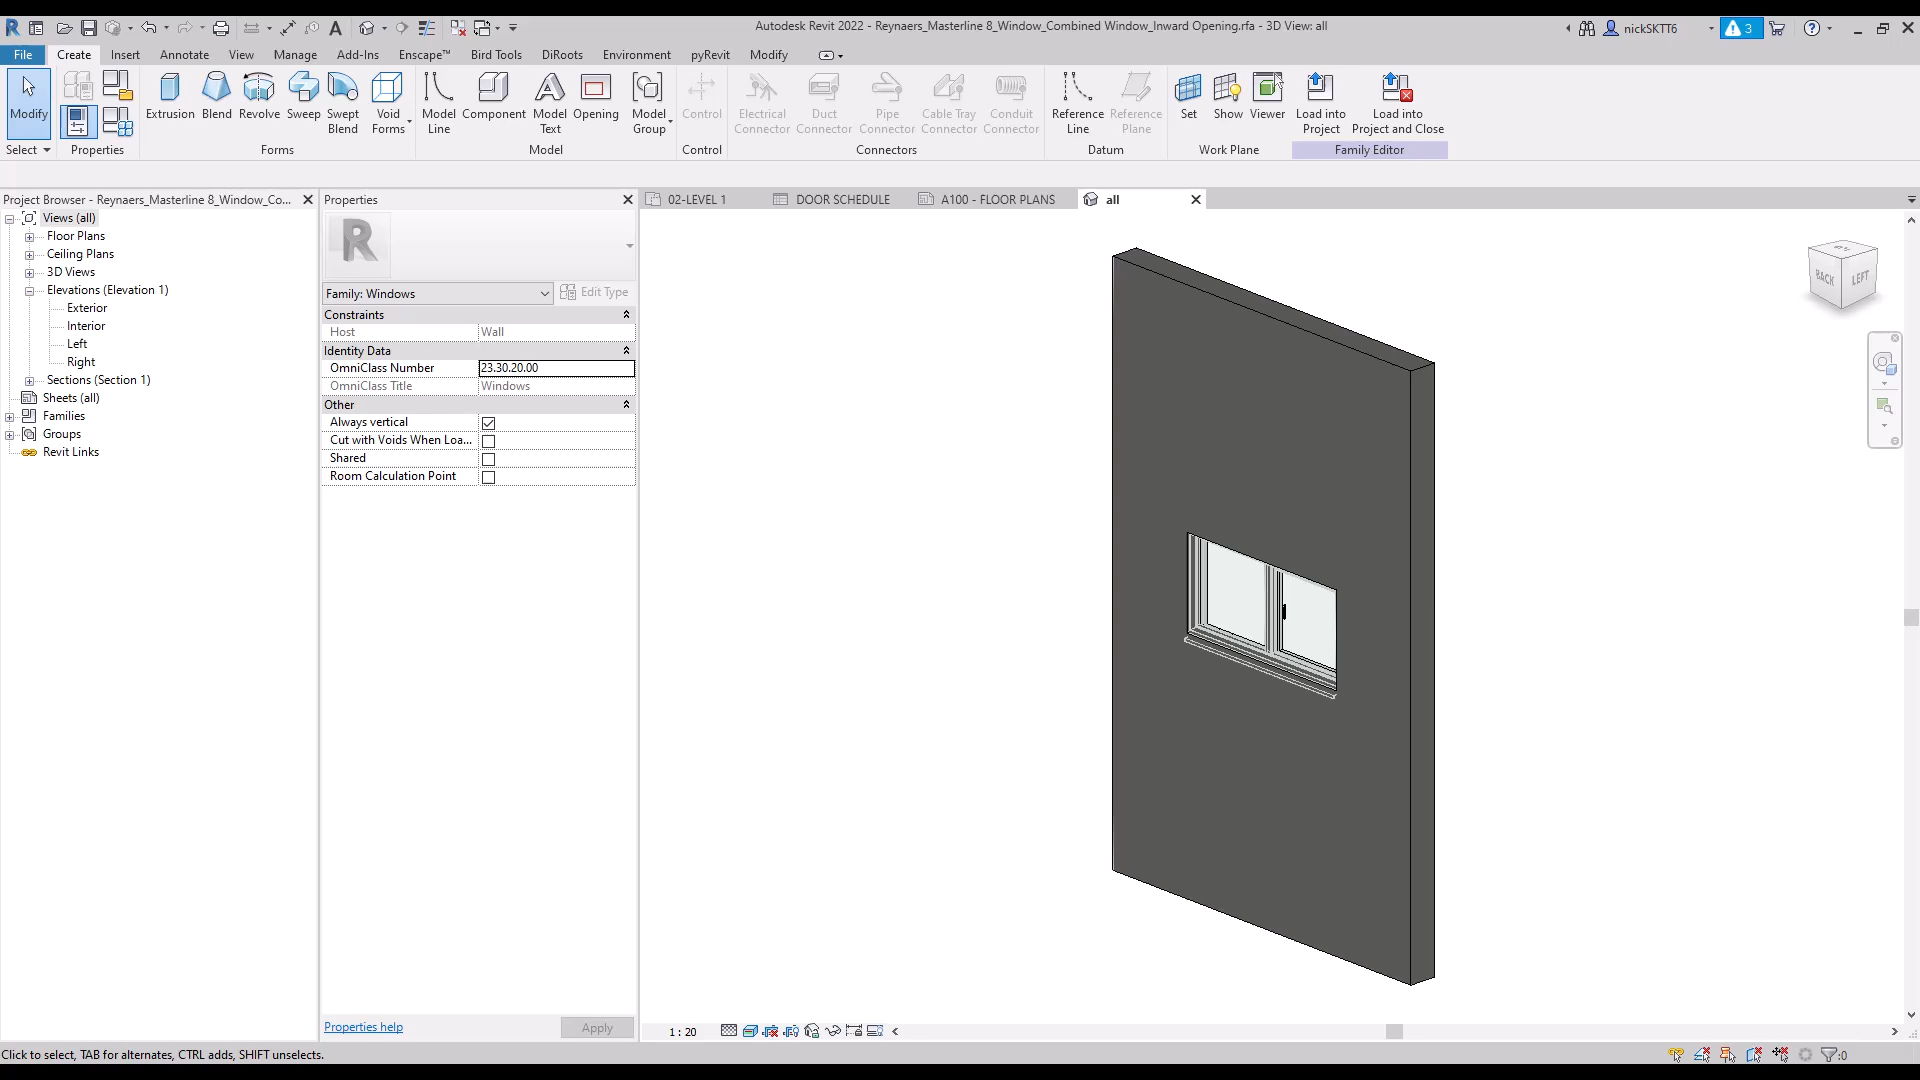 Autodesk Revit 2022 - Reynaers_Masterline 8_Window_Combined Window_Inward Opening.rfa - 3D View: all
nickSKTT6
3
File Create Insert Annotate View Manage Add-Ins Enscape™ Bird Tools DiRoots Environment pyRevit Modify
Modify
Extrusion Blend Revolve Sweep Swept Blend Void Forms
Model Line Component Model Text Opening Model Group
Control
Electrical Connector Duct Connector Pipe Connector Cable Tray Connector Conduit Connector
Reference Line Reference Plane
Set Show Viewer
Load into Project Load into Project and Close
Select Properties Forms Model Control Connectors Datum Work Plane Family Editor
Project Browser - Reynaers_Masterline 8_Window_Co...
Views (all)
Floor Plans
Ceiling Plans
3D Views
Elevations (Elevation 1)
Exterior
Interior
Left
Right
Sections (Section 1)
Sheets (all)
Families
Groups
Revit Links
Properties
R
Family: Windows
Edit Type
Constraints
Host Wall
Identity Data
OmniClass Number 23.30.20.00
OmniClass Title Windows
Other
Always vertical
Cut with Voids When Loa...
Shared
Room Calculation Point
Properties help
Apply
02-LEVEL 1
DOOR SCHEDULE
A100 - FLOOR PLANS
all
BACK LEFT
1 : 20
Click to select, TAB for alternates, CTRL adds, SHIFT unselects.
:0